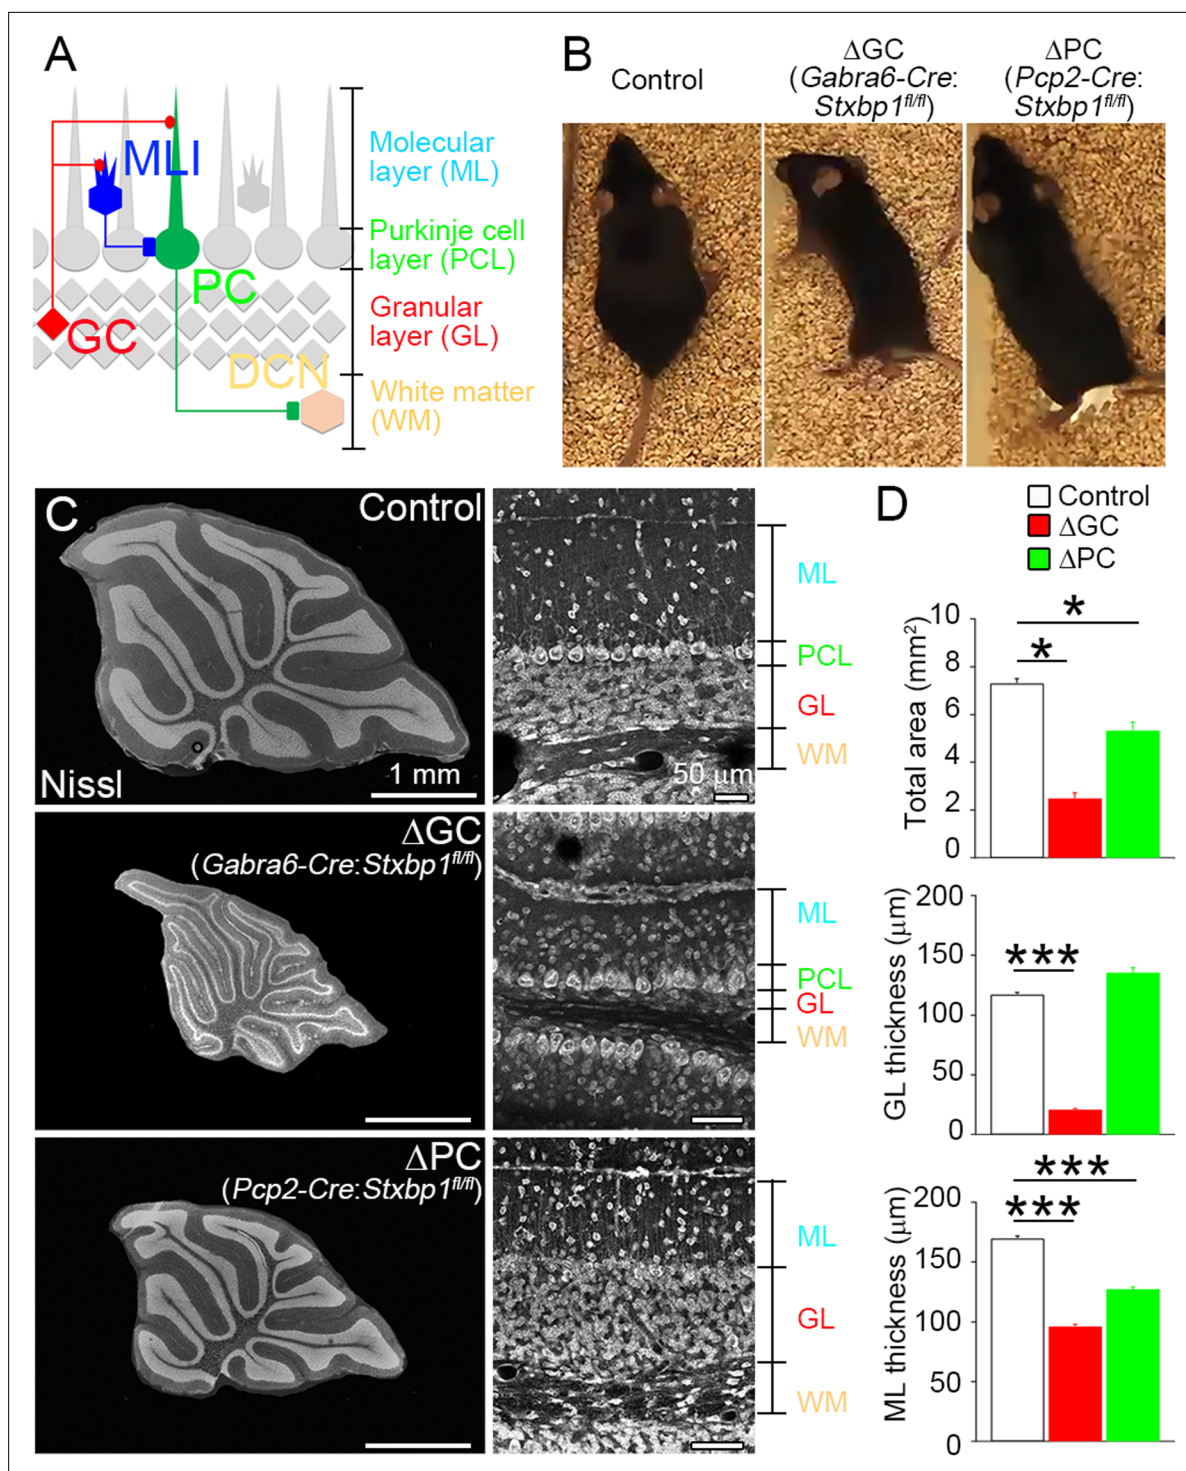 A
MLI
PC
GC
DCN
Molecular
layer (ML)
Purkinje cell
layer (PCL)
Granular
layer (GL)
White matter
(WM)
B
Control
ΔGC
(Gabra6-Cre:
Stxbp1fl/fl)
ΔPC
(Pcp2-Cre:
Stxbp1fl/fl)
C
Control
Nissl
1 mm
50 μm
ML
PCL
GL
WM
ΔGC
(Gabra6-Cre:Stxbp1fl/fl)
ML
PCL
GL
WM
ΔPC
(Pcp2-Cre:Stxbp1fl/fl)
ML
GL
WM
D
Control
ΔGC
ΔPC
Total area (mm²)
10
8
6
4
2
0
*
*
GL thickness (μm)
200
150
100
50
0
***
ML thickness (μm)
200
150
100
50
0
***
***